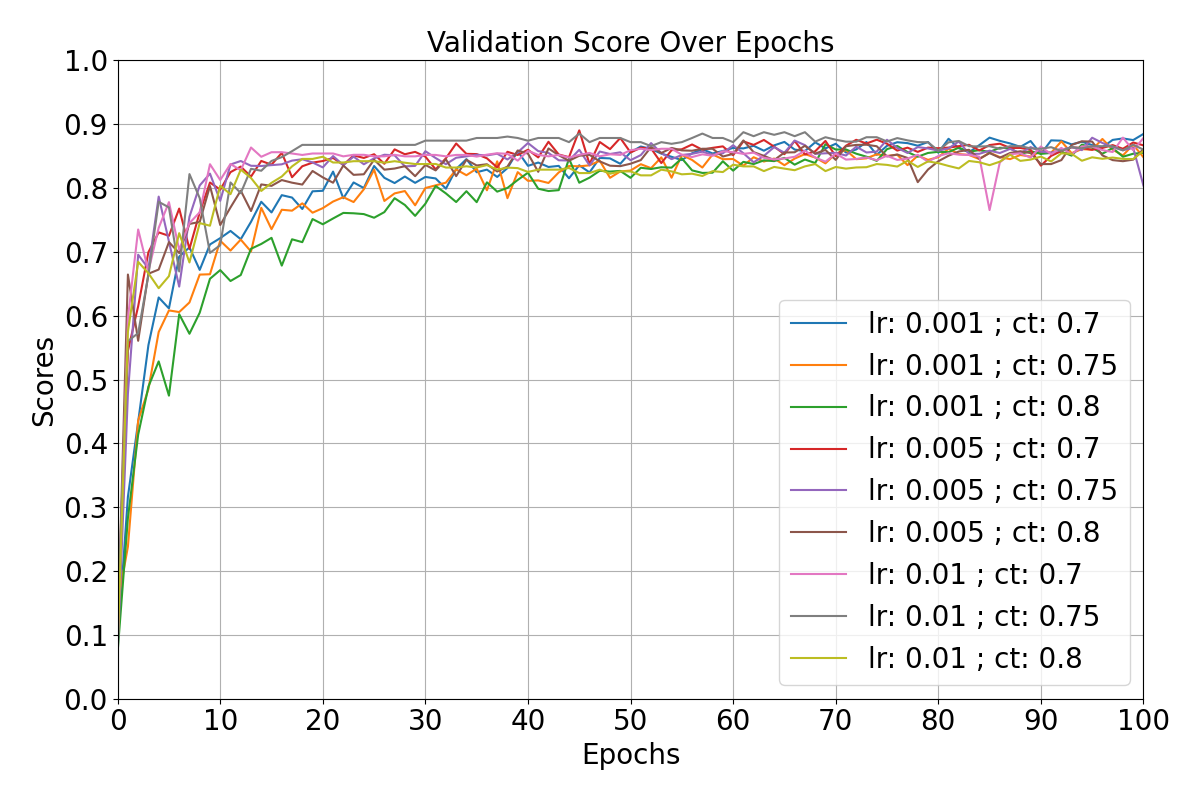 Validation Score Over Epochs
1.0
0.9
0.8
0.7
0.6
0.5
0.4
0.3
0.2
0.1
0.0
Scores
0 10 20 30 40 50 60 70 80 90 100
Epochs
lr: 0.001 ; ct: 0.7
lr: 0.001 ; ct: 0.75
lr: 0.001 ; ct: 0.8
lr: 0.005 ; ct: 0.7
lr: 0.005 ; ct: 0.75
lr: 0.005 ; ct: 0.8
lr: 0.01 ; ct: 0.7
lr: 0.01 ; ct: 0.75
lr: 0.01 ; ct: 0.8